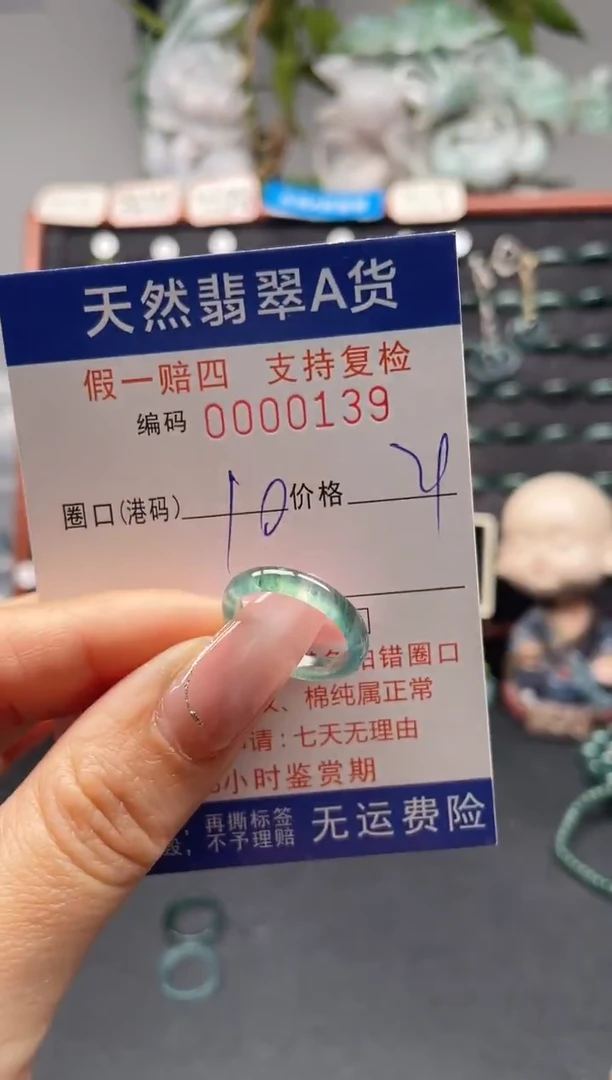 天然翡翠A货
假一赔四 支持复检
编码 0000139
圈口(港码) 10 价格
错圈口
、棉纯属正常
请:七天无理由
小时鉴赏期
再撕标签
不予理赔
无运费险